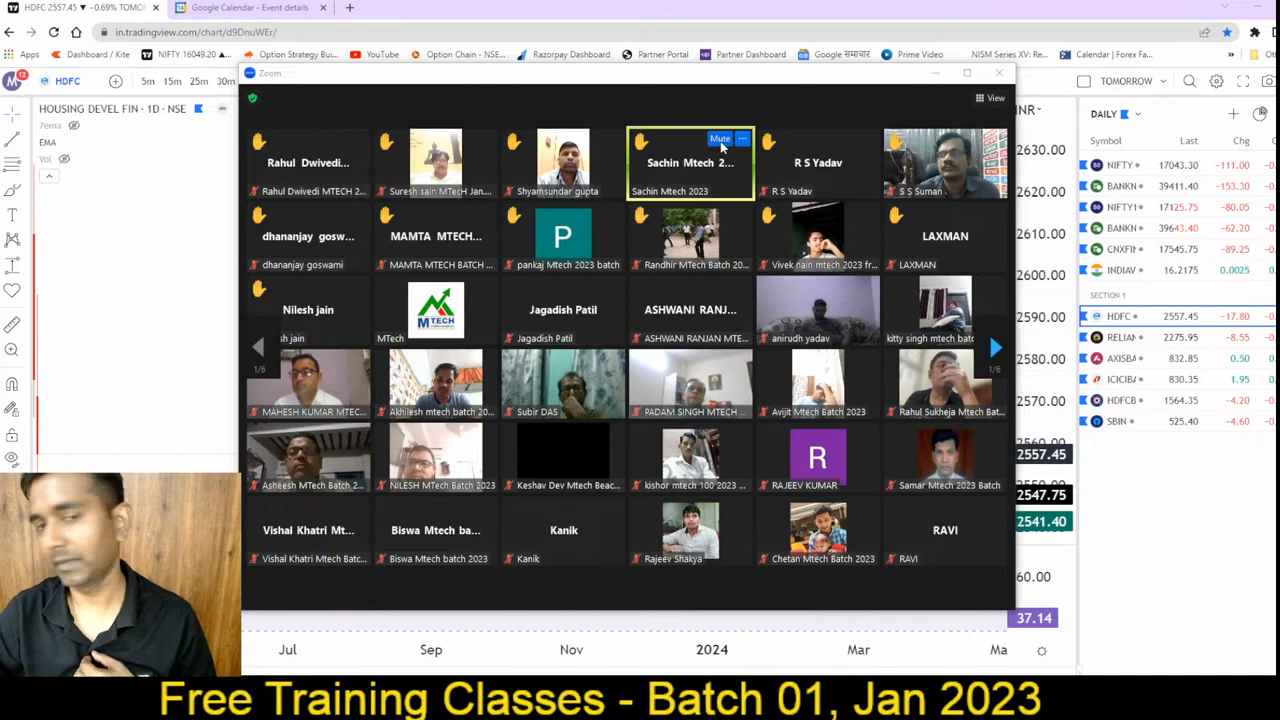 HDFC 2557.45 ▼ −0.69% TOMO
Google Calendar - Event details
in.tradingview.com/chart/d9DnuWEr/
Apps
Dashboard / Kite
NIFTY 16049.20
Option Strategy Bui...
YouTube
Option Chain - NSE...
Razorpay Dashboard
Partner Portal
Partner Dashboard
Google समाचार
Prime Video
NISM Series XV: Re...
Calendar | Forex Fa...
M
12
HDFC
5m 15m 25m 30m
TOMORROW
HOUSING DEVEL FIN · 1D · NSE
7ema
EMA
Vol
Zoom
View
Rahul Dwivedi...
Rahul Dwivedi MTECH 2...
Suresh sain MTecH Jan...
Shyamsundar gupta
Mute
Sachin Mtech 2...
Sachin Mtech 2023
R S Yadav
R S Yadav
S S Suman
dhananjay gosw...
dhananjay goswami
MAMTA MTECH...
MAMTA MTECH BATCH ...
P
pankaj Mtech 2023 batch
Randhir MTech Batch 20...
Vivek nain mtech 2023 fr...
LAXMAN
LAXMAN
Nilesh jain
sh jain
MTECH
MTech
Jagadish Patil
Jagadish Patil
ASHWANI RANJ...
ASHWANI RANJAN MTE...
anirudh yadav
kitty singh mtech batc
1/6
1/6
MAHESH KUMAR MTEC...
Akhilesh mtech batch 20...
Subir DAS
PADAM SINGH MTECH ...
Avijit MTech Batch 2023
Rahul Sukheja Mtech Bat...
Asheesh MTech Batch 2...
NILESH MTech Batch 2023
Keshav Dev Mtech Beac...
kishor mtech 100 2023 ...
R
RAJEEV KUMAR
Samar Mtech 2023 Batch
Vishal Khatri Mt...
Vishal Khatri Mtech Batc...
Biswa Mtech ba...
Biswa Mtech batch 2023
Kanik
Kanik
Rajeev Shakya
Chetan MTech Batch 2023
RAVI
RAVI
INR
2630.00
2620.00
2610.00
2600.00
2590.00
2580.00
2570.00
2557.45
2547.75
2541.40
60.00
37.14
Jul Sep Nov 2024 Mar Ma
DAILY
Symbol Last Chg
NIFTY 17043.30 -111.00
BANKN 39411.40 -153.30
NIFTY1 17125.75 -80.05
BANKN 39643.40 -62.20
CNXFI 17545.75 -89.25
INDIAV 16.2175 0.0025
SECTION 1
HDFC 2557.45 -17.80
RELIAN 2275.95 -8.55
AXISBA 832.85 0.50
ICICIBA 830.35 1.95
HDFCB 1564.35 -4.20
SBIN 525.40 -4.60
Free Training Classes - Batch 01, Jan 2023